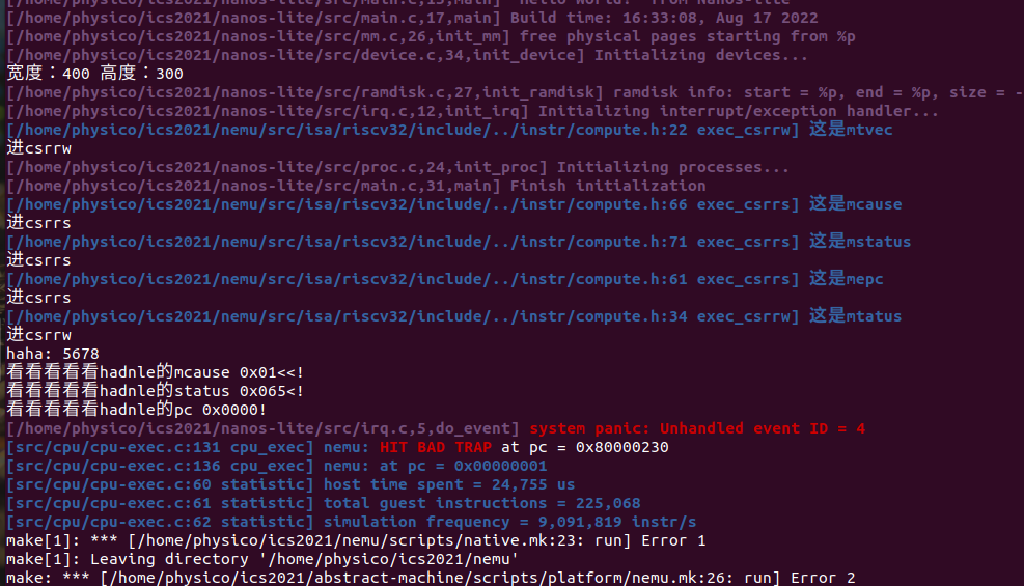 [/home/physico/ics2021/nanos-lite/src/main.c,15,main] 'Hello World!' from Nanos-lite
[/home/physico/ics2021/nanos-lite/src/main.c,17,main] Build time: 16:33:08, Aug 17 2022
[/home/physico/ics2021/nanos-lite/src/mm.c,26,init_mm] free physical pages starting from %p
[/home/physico/ics2021/nanos-lite/src/device.c,34,init_device] Initializing devices...
宽度：400 高度：300
[/home/physico/ics2021/nanos-lite/src/ramdisk.c,27,init_ramdisk] ramdisk info: start = %p, end = %p, size = -
[/home/physico/ics2021/nanos-lite/src/irq.c,12,init_irq] Initializing interrupt/exception handler...
[/home/physico/ics2021/nemu/src/isa/riscv32/include/../instr/compute.h:22 exec_csrrw] 这是mtvec
进csrrw
[/home/physico/ics2021/nanos-lite/src/proc.c,24,init_proc] Initializing processes...
[/home/physico/ics2021/nanos-lite/src/main.c,31,main] Finish initialization
[/home/physico/ics2021/nemu/src/isa/riscv32/include/../instr/compute.h:66 exec_csrrs] 这是mcause
进csrrs
[/home/physico/ics2021/nemu/src/isa/riscv32/include/../instr/compute.h:71 exec_csrrs] 这是mstatus
进csrrs
[/home/physico/ics2021/nemu/src/isa/riscv32/include/../instr/compute.h:61 exec_csrrs] 这是mepc
进csrrs
[/home/physico/ics2021/nemu/src/isa/riscv32/include/../instr/compute.h:34 exec_csrrw] 这是mtatus
进csrrw
haha: 5678
看看看看看hadnle的mcause 0x01<<!
看看看看看hadnle的status 0x065<!
看看看看看hadnle的pc 0x0000!
[/home/physico/ics2021/nanos-lite/src/irq.c,5,do_event] system panic: Unhandled event ID = 4
[src/cpu/cpu-exec.c:131 cpu_exec] nemu: HIT BAD TRAP at pc = 0x80000230
[src/cpu/cpu-exec.c:136 cpu_exec] nemu: at pc = 0x00000001
[src/cpu/cpu-exec.c:60 statistic] host time spent = 24,755 us
[src/cpu/cpu-exec.c:61 statistic] total guest instructions = 225,068
[src/cpu/cpu-exec.c:62 statistic] simulation frequency = 9,091,819 instr/s
make[1]: *** [/home/physico/ics2021/nemu/scripts/native.mk:23: run] Error 1
make[1]: Leaving directory '/home/physico/ics2021/nemu'
make: *** [/home/physico/ics2021/abstract-machine/scripts/platform/nemu.mk:26: run] Error 2